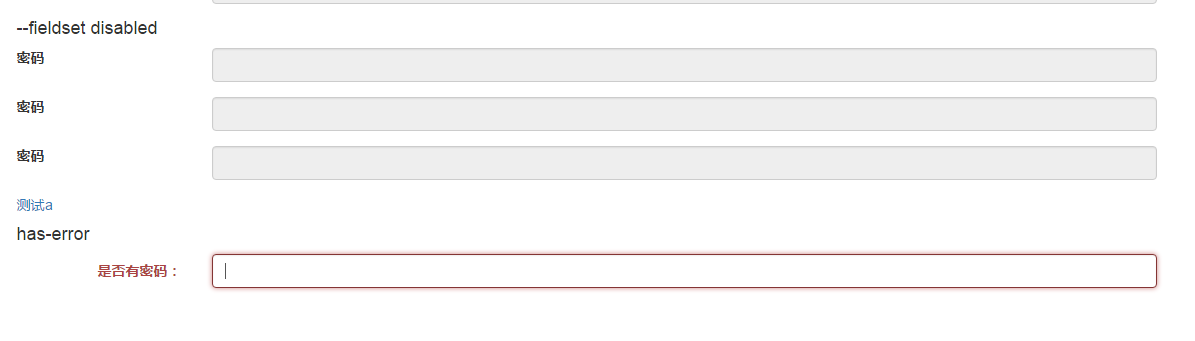 --fieldset disabled
密码
密码
密码
测试a
has-error
是否有密码：